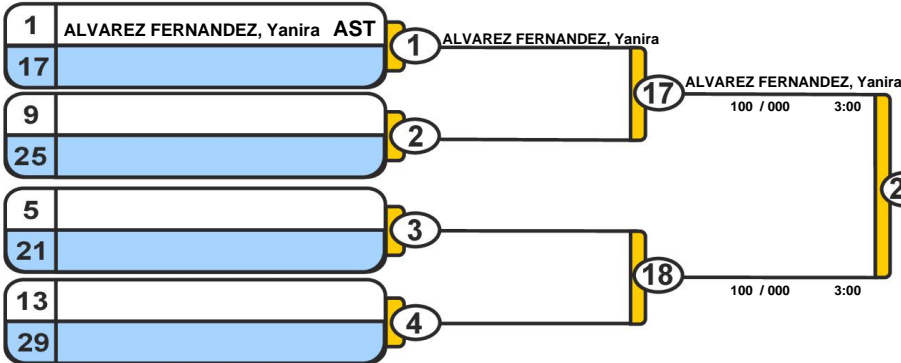 1 ALVAREZ FERNANDEZ, Yanira AST
17
1
ALVAREZ FERNANDEZ, Yanira
9
25
2
17
ALVAREZ FERNANDEZ, Yanira
100 / 000 3:00
5
21
3
13
29
4
18
100 / 000 3:00